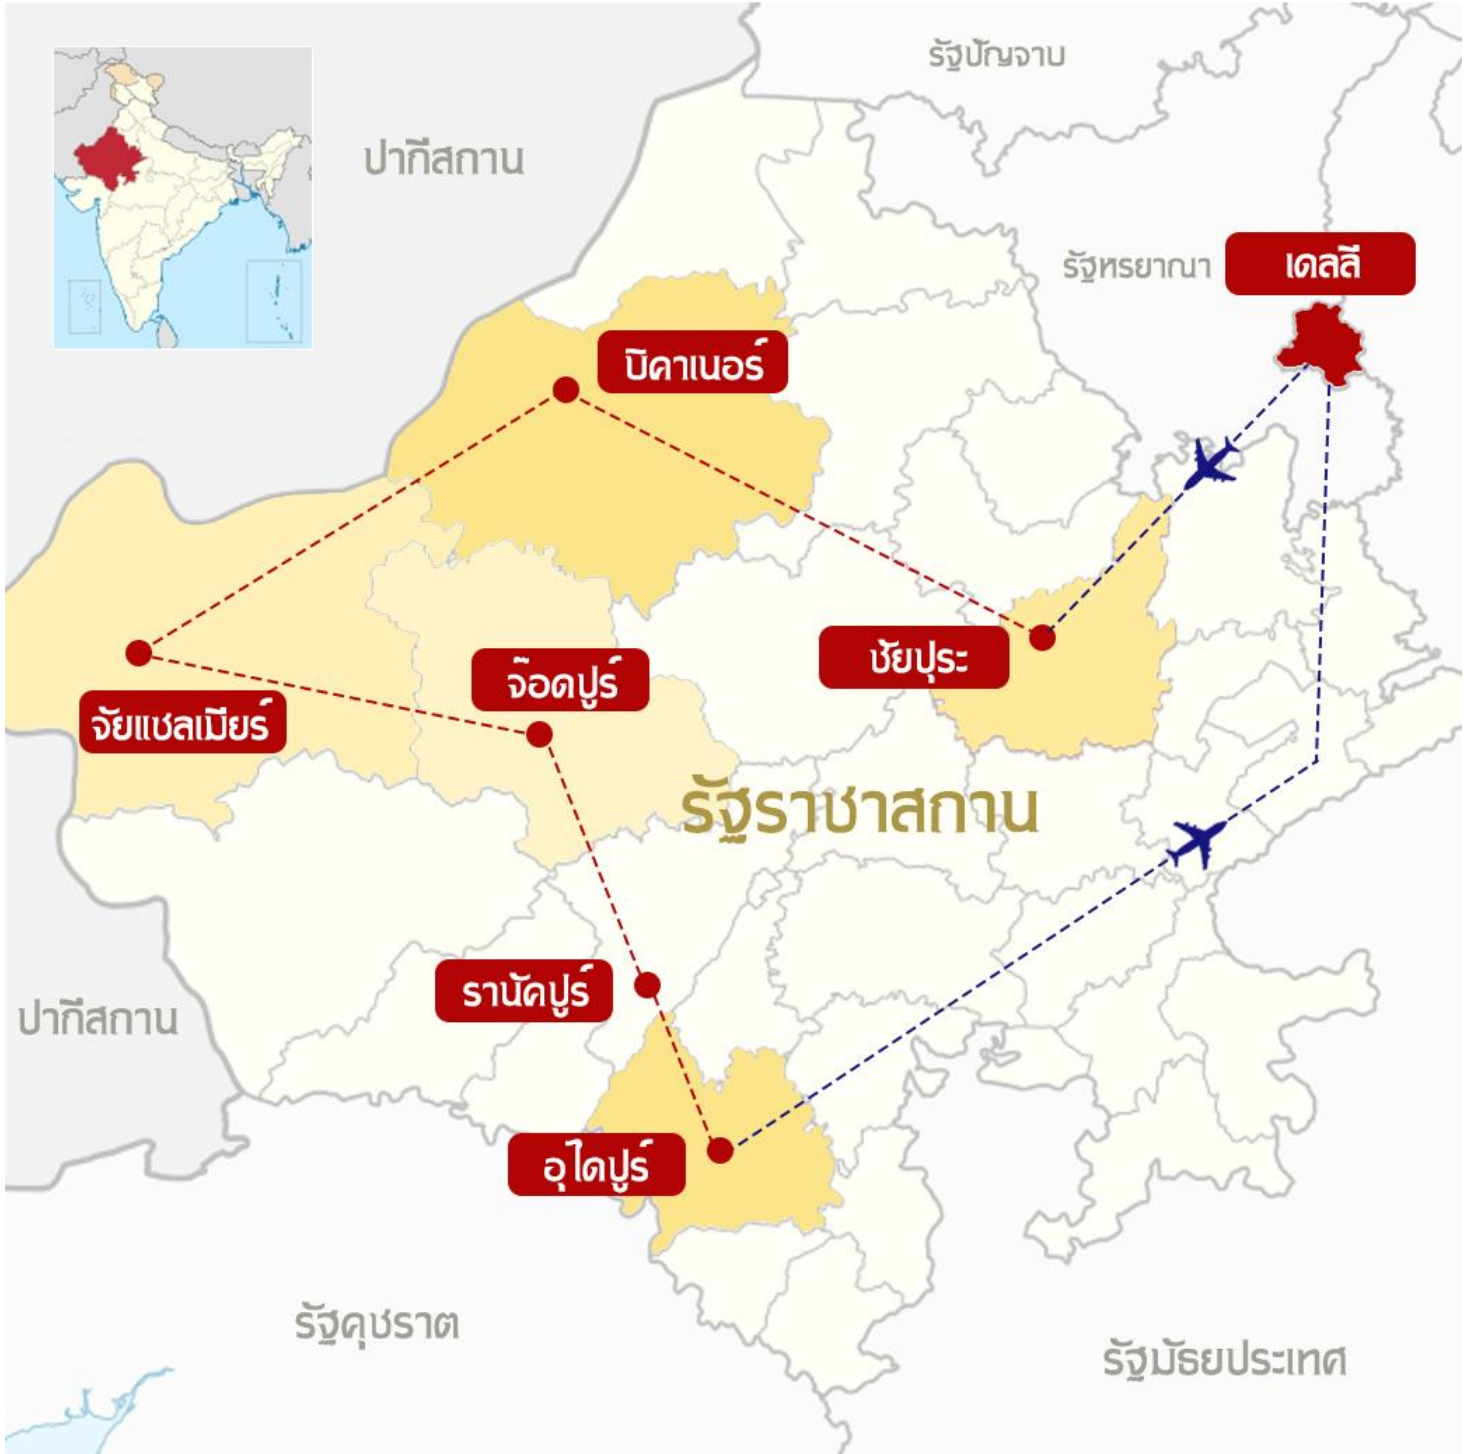 รัฐปัญจาบ
ปากีสถาน
รัฐหรยาณา
เดลลี
บิคาเนอร์
ชัยปุระ
จ๊อดปูร์
จัยแชลเมียร์
รัฐราชาสถาน
รานัคปูร์
ปากีสถาน
อุไดปูร์
รัฐคุชราต
รัฐมัธยประเทศ